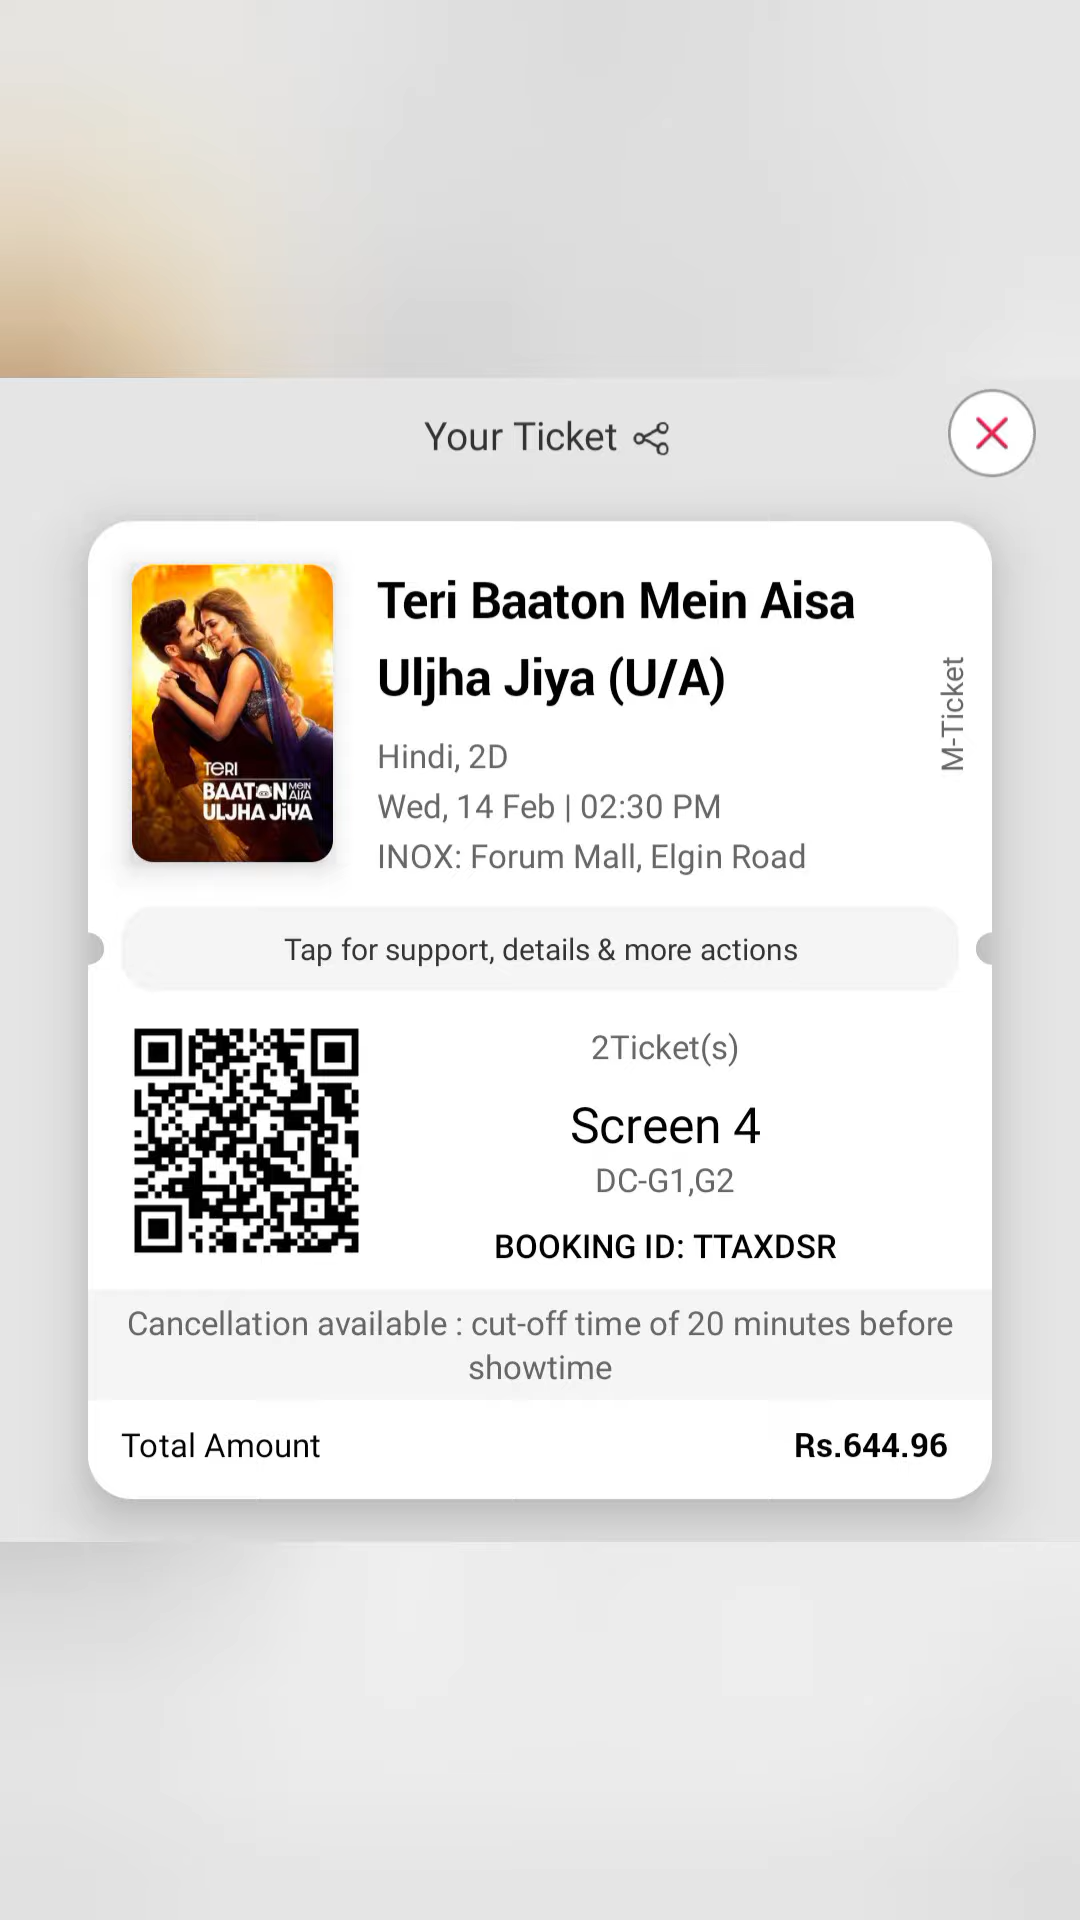 Your Ticket
Teri Baaton Mein Aisa
Uljha Jiya (U/A)
Hindi, 2D
Wed, 14 Feb | 02:30 PM
INOX: Forum Mall, Elgin Road
M-Ticket
TERI
BAATON MEIN AISA
ULJHA JiYA
Tap for support, details & more actions
2Ticket(s)
Screen 4
DC-G1,G2
BOOKING ID: TTAXDSR
Cancellation available : cut-off time of 20 minutes before
showtime
Total Amount Rs.644.96